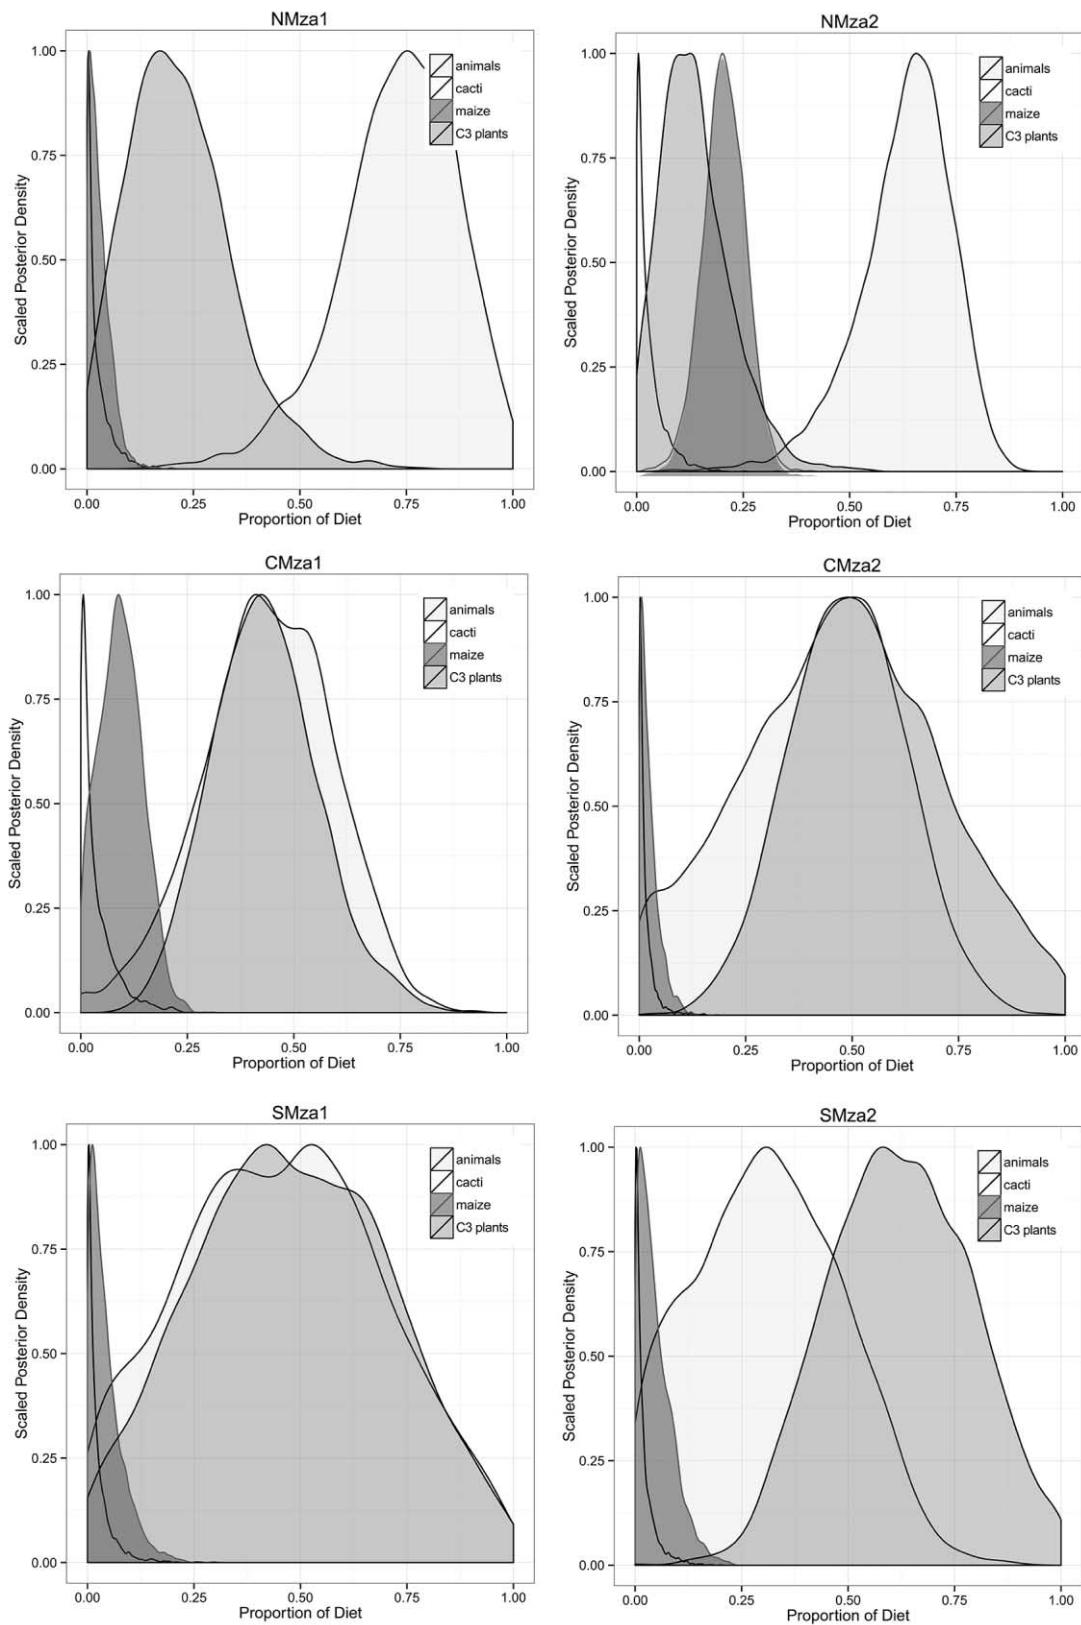 NMza1
1.00
0.75
0.50
0.25
0.00
Scaled Posterior Density
animals
cacti
maize
C3 plants
0.00 0.25 0.50 0.75 1.00
Proportion of Diet
NMza2
1.00
0.75
0.50
0.25
0.00
Scaled Posterior Density
animals
cacti
maize
C3 plants
0.00 0.25 0.50 0.75 1.00
Proportion of Diet
CMza1
1.00
0.75
0.50
0.25
0.00
Scaled Posterior Density
animals
cacti
maize
C3 plants
0.00 0.25 0.50 0.75 1.00
Proportion of Diet
CMza2
1.00
0.75
0.50
0.25
0.00
Scaled Posterior Density
animals
cacti
maize
C3 plants
0.00 0.25 0.50 0.75 1.00
Proportion of Diet
SMza1
1.00
0.75
0.50
0.25
0.00
Scaled Posterior Density
animals
cacti
maize
C3 plants
0.00 0.25 0.50 0.75 1.00
Proportion of Diet
SMza2
1.00
0.75
0.50
0.25
0.00
Scaled Posterior Density
animals
cacti
maize
C3 plants
0.00 0.25 0.50 0.75 1.00
Proportion of Diet